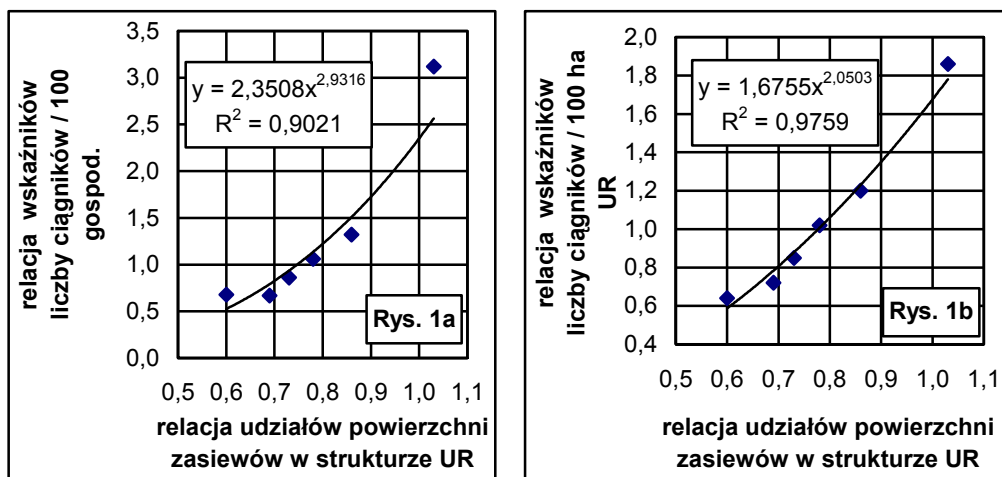 relacja wskaźników
liczby ciągników / 100
gospod.
3,5
3,0
2,5
2,0
1,5
1,0
0,5
0,0
y = 2,3508x^2,9316
R² = 0,9021
Rys. 1a
0,5 0,6 0,7 0,8 0,9 1,0 1,1
relacja udziałów powierzchni
zasiewów w strukturze UR
relacja wskaźników
liczby ciągników / 100 ha
UR
2,0
1,8
1,6
1,4
1,2
1,0
0,8
0,6
0,4
y = 1,6755x^2,0503
R² = 0,9759
Rys. 1b
0,5 0,6 0,7 0,8 0,9 1,0 1,1
relacja udziałów powierzchni
zasiewów w strukturze UR